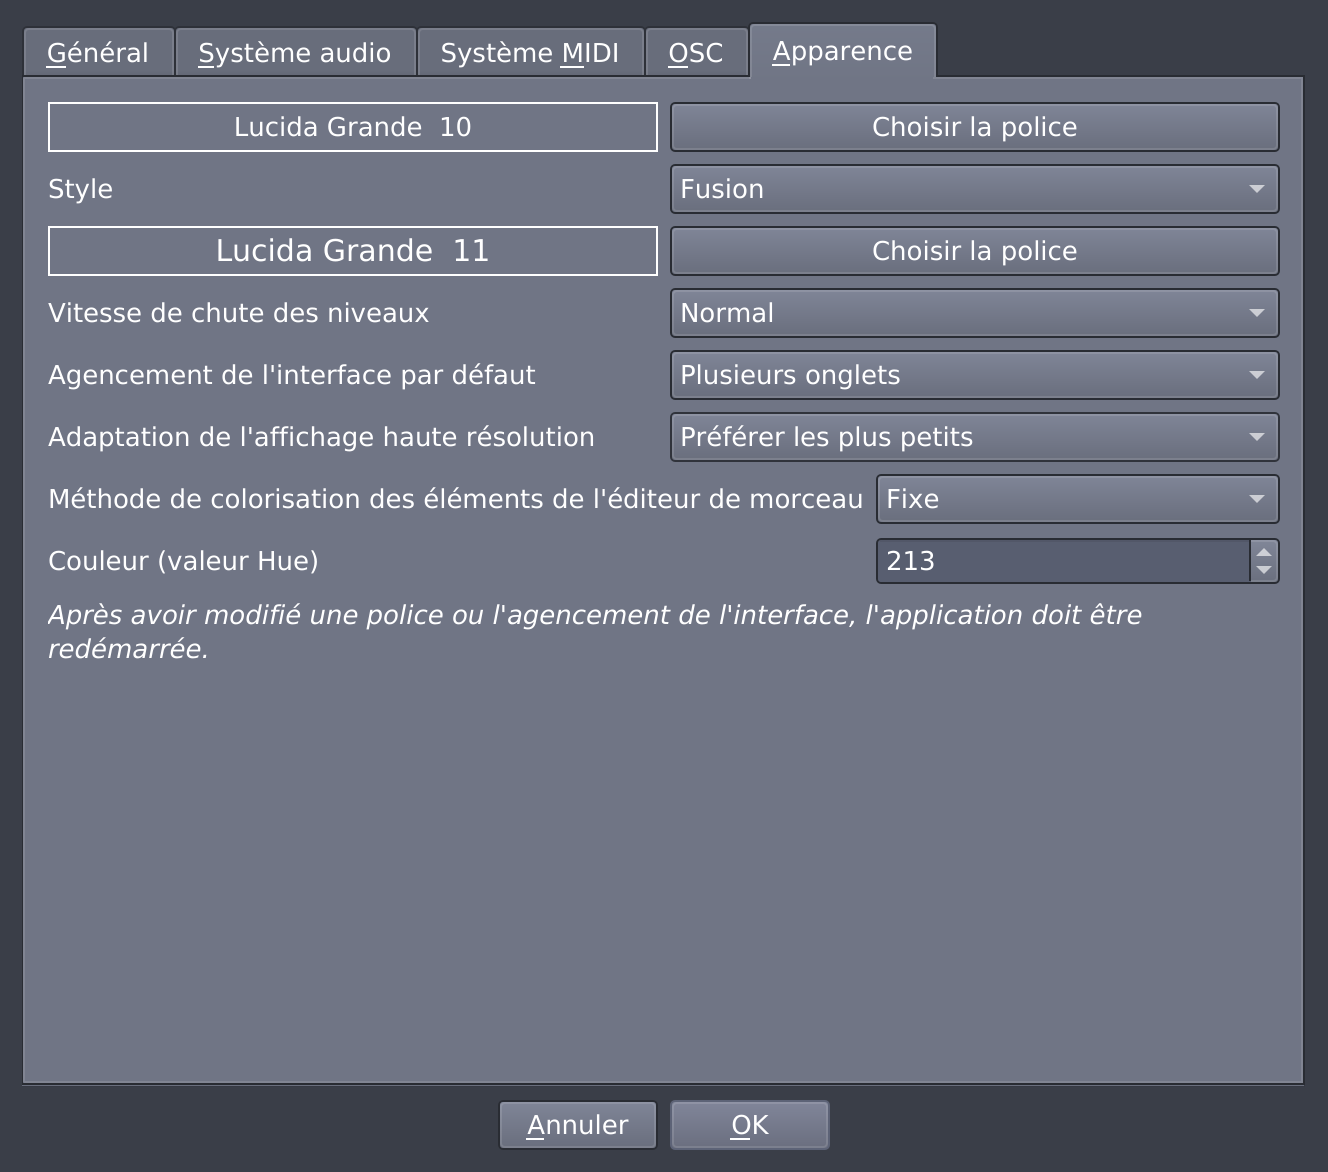 Général Système audio Système MIDI OSC Apparence
Lucida Grande  10 Choisir la police
Style Fusion
Lucida Grande  11 Choisir la police
Vitesse de chute des niveaux Normal
Agencement de l'interface par défaut Plusieurs onglets
Adaptation de l'affichage haute résolution Préférer les plus petits
Méthode de colorisation des éléments de l'éditeur de morceau Fixe
Couleur (valeur Hue) 213
Après avoir modifié une police ou l'agencement de l'interface, l'application doit être
redémarrée.
Annuler OK